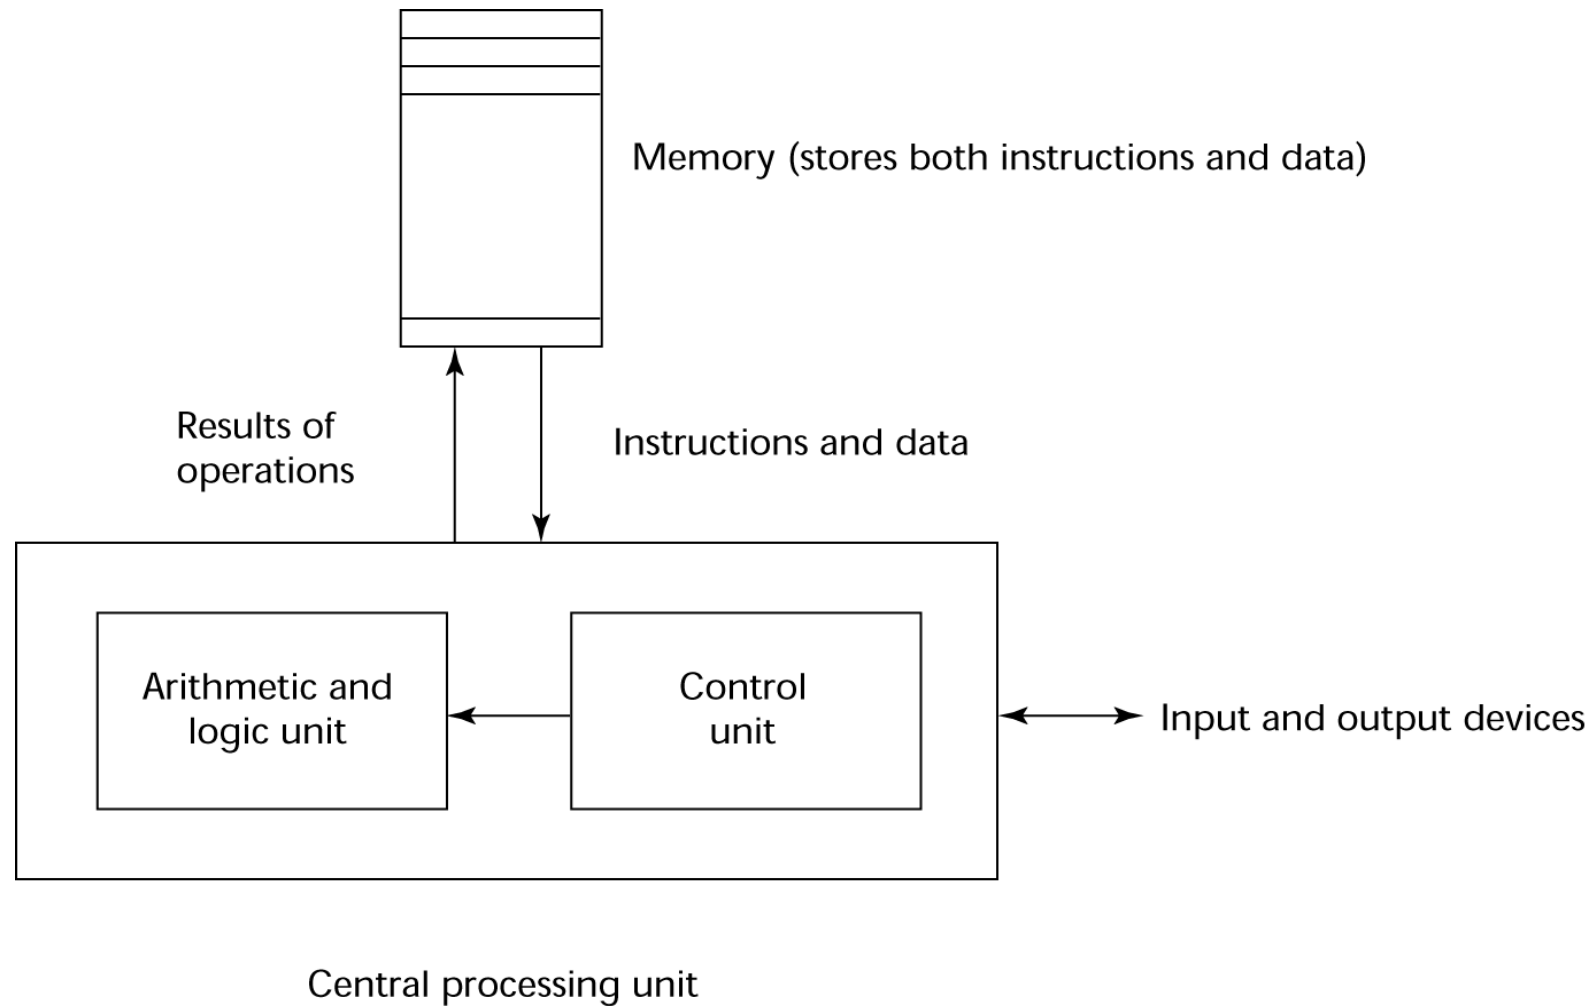 Memory (stores both instructions and data)
Results of
operations
Instructions and data
Arithmetic and
logic unit
Control
unit
Input and output devices
Central processing unit